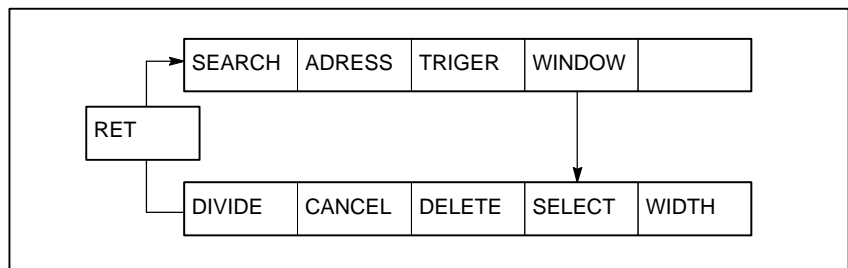 SEARCH ADRESS TRIGER WINDOW
RET
DIVIDE CANCEL DELETE SELECT WIDTH